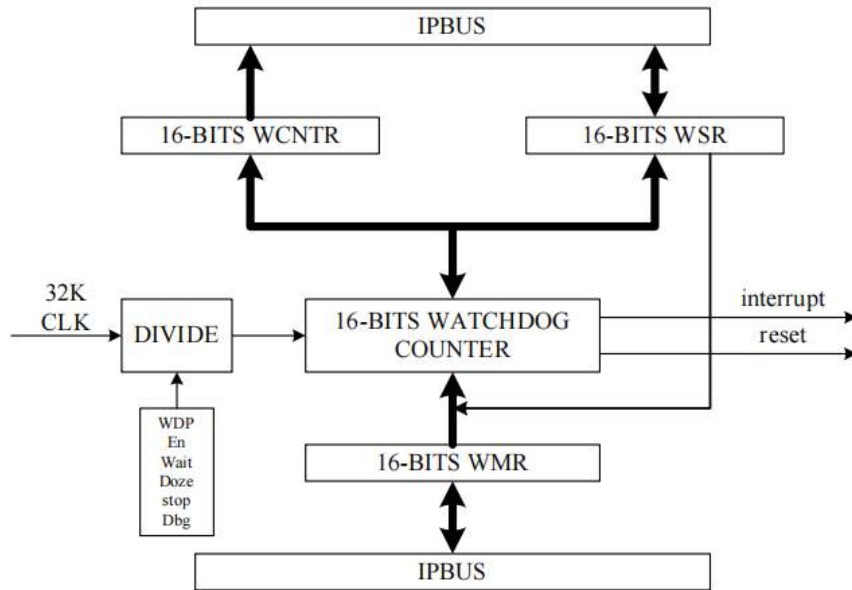 IPBUS
16-BITS WCNTR
16-BITS WSR
32K
CLK
DIVIDE
16-BITS WATCHDOG
COUNTER
interrupt
reset
WDP
En
Wait
Doze
stop
Dbg
16-BITS WMR
IPBUS